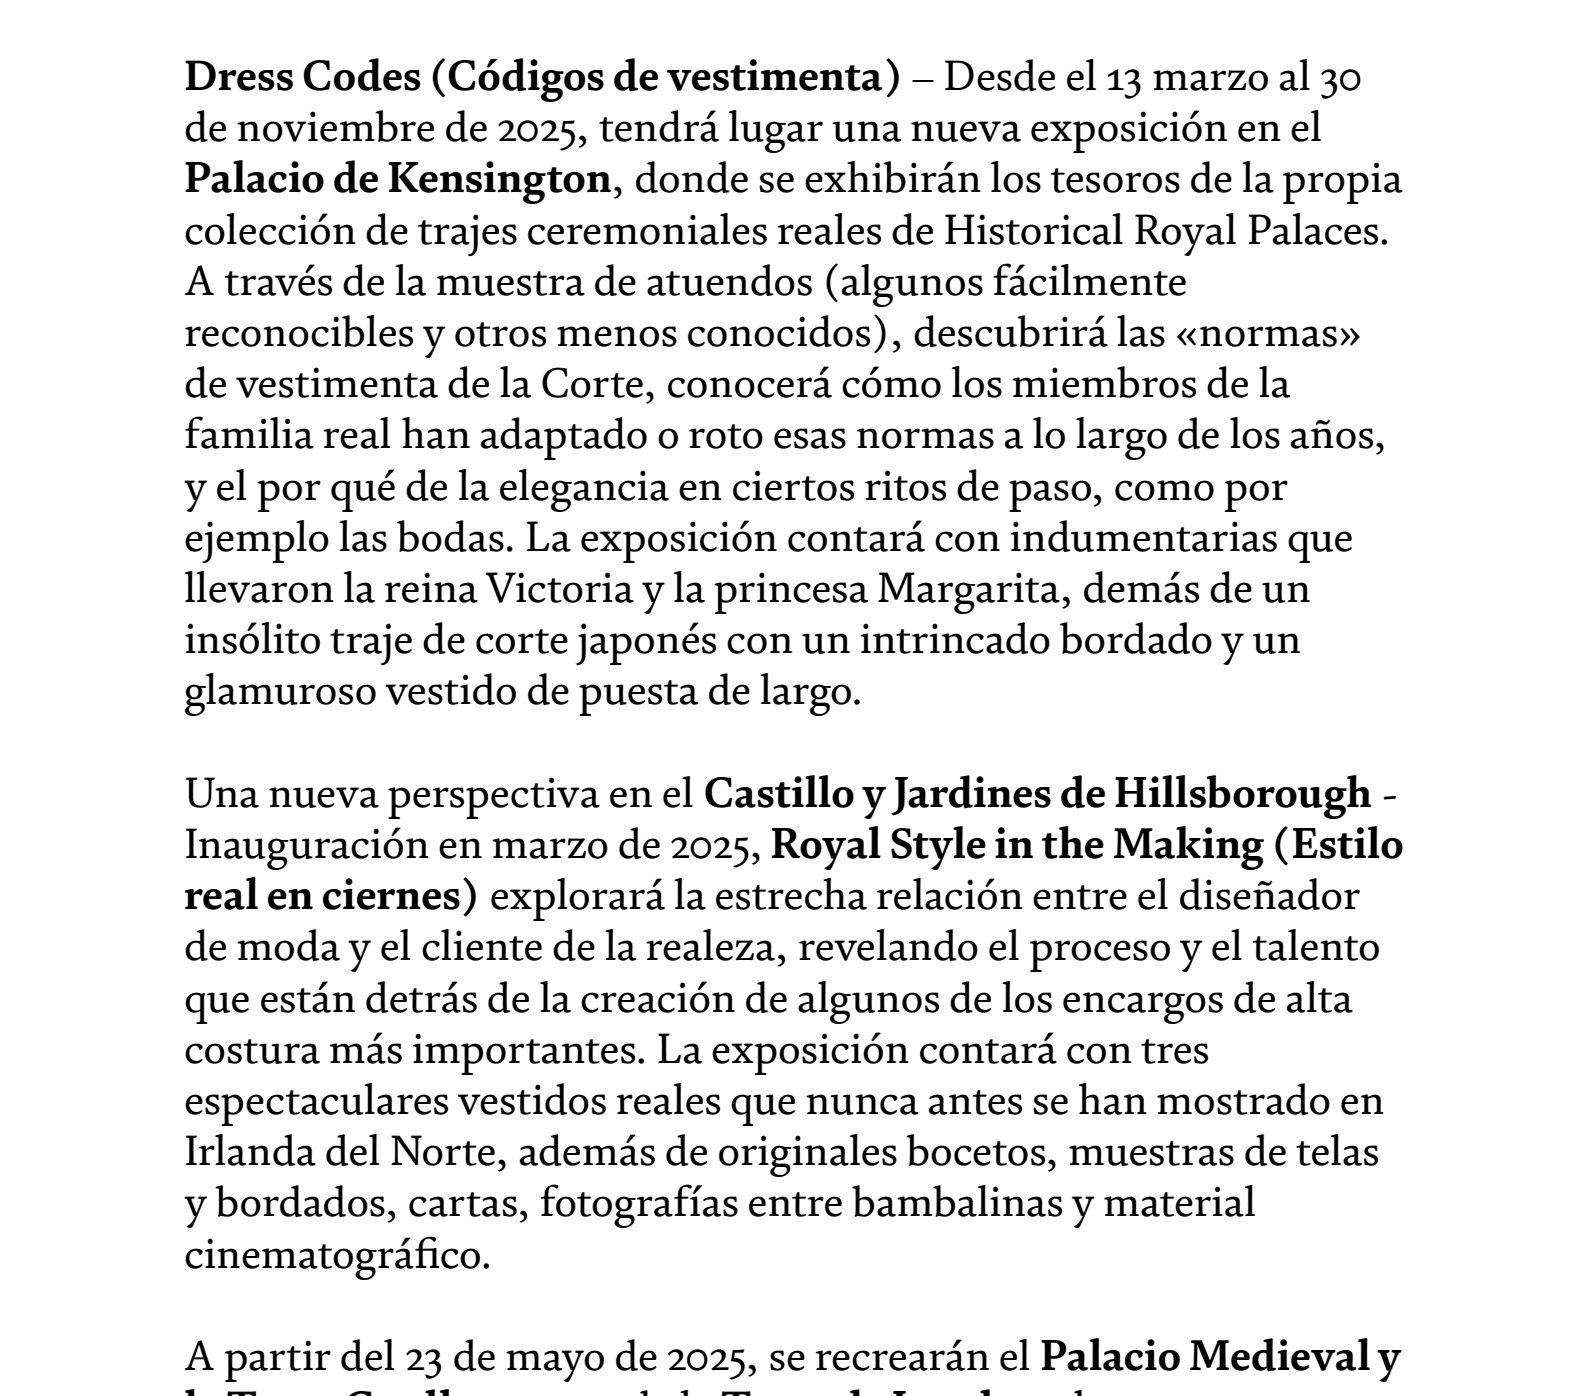 Dress Codes (Códigos de vestimenta) – Desde el 13 marzo al 30
de noviembre de 2025, tendrá lugar una nueva exposición en el
Palacio de Kensington, donde se exhibirán los tesoros de la propia
colección de trajes ceremoniales reales de Historical Royal Palaces.
A través de la muestra de atuendos (algunos fácilmente
reconocibles y otros menos conocidos), descubrirá las «normas»
de vestimenta de la Corte, conocerá cómo los miembros de la
familia real han adaptado o roto esas normas a lo largo de los años,
y el por qué de la elegancia en ciertos ritos de paso, como por
ejemplo las bodas. La exposición contará con indumentarias que
llevaron la reina Victoria y la princesa Margarita, demás de un
insólito traje de corte japonés con un intrincado bordado y un
glamuroso vestido de puesta de largo.
Una nueva perspectiva en el Castillo y Jardines de Hillsborough -
Inauguración en marzo de 2025, Royal Style in the Making (Estilo
real en ciernes) explorará la estrecha relación entre el diseñador
de moda y el cliente de la realeza, revelando el proceso y el talento
que están detrás de la creación de algunos de los encargos de alta
costura más importantes. La exposición contará con tres
espectaculares vestidos reales que nunca antes se han mostrado en
Irlanda del Norte, además de originales bocetos, muestras de telas
y bordados, cartas, fotografías entre bambalinas y material
cinematográfico.
A partir del 23 de mayo de 2025, se recrearán el Palacio Medieval y